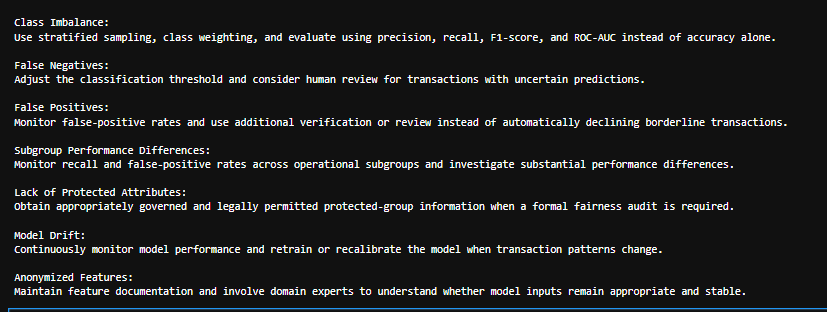 Class Imbalance:
Use stratified sampling, class weighting, and evaluate using precision, recall, F1-score, and ROC-AUC instead of accuracy alone.
False Negatives:
Adjust the classification threshold and consider human review for transactions with uncertain predictions.
False Positives:
Monitor false-positive rates and use additional verification or review instead of automatically declining borderline transactions.
Subgroup Performance Differences:
Monitor recall and false-positive rates across operational subgroups and investigate substantial performance differences.
Lack of Protected Attributes:
Obtain appropriately governed and legally permitted protected-group information when a formal fairness audit is required.
Model Drift:
Continuously monitor model performance and retrain or recalibrate the model when transaction patterns change.
Anonymized Features:
Maintain feature documentation and involve domain experts to understand whether model inputs remain appropriate and stable.